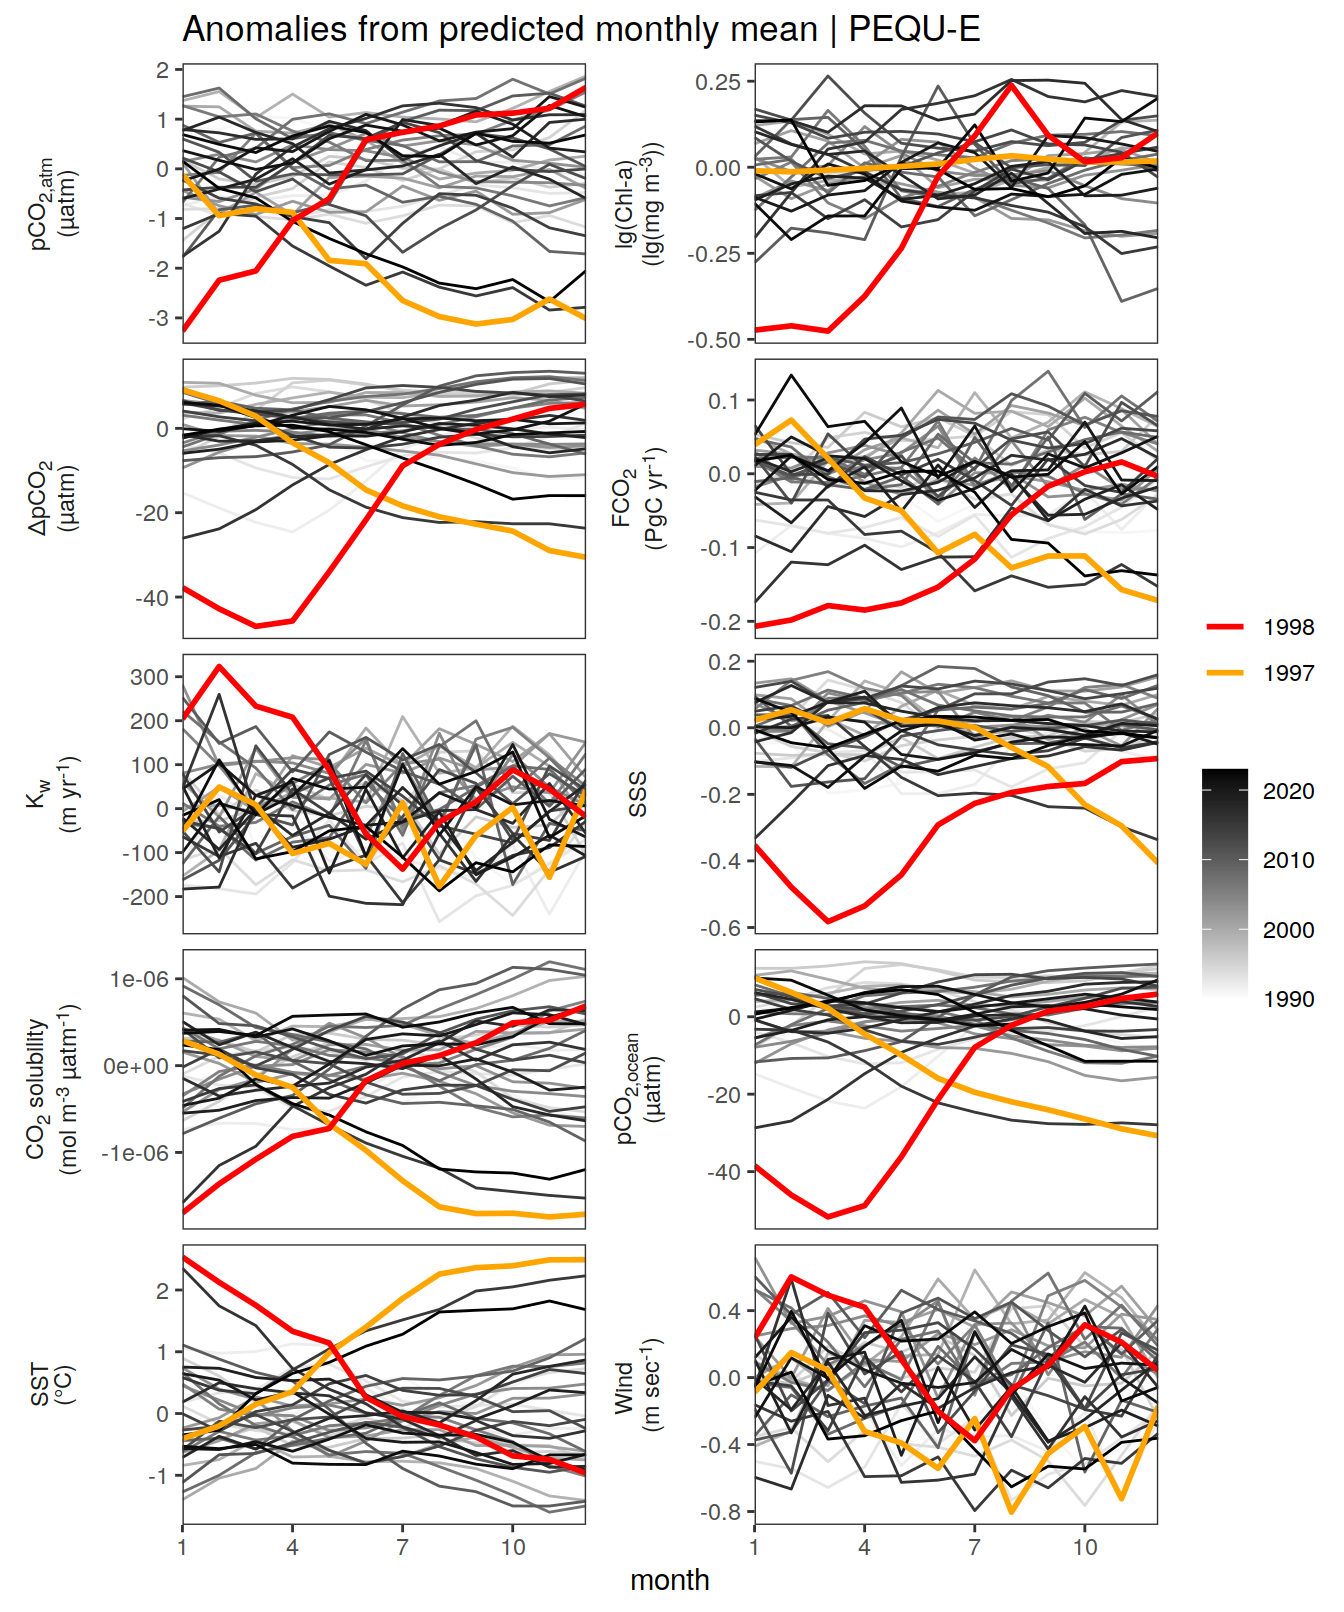 Anomalies from predicted monthly mean | PEQU-E
pCO2,atm
(µatm)
2
1
0
-1
-2
-3
lg(Chl-a)
(lg(mg m-3))
0.25
0.00
-0.25
-0.50
ΔpCO2
(µatm)
0
-20
-40
FCO2
(PgC yr-1)
0.1
0.0
-0.1
-0.2
Kw
(m yr-1)
300
200
100
0
-100
-200
SSS
0.2
0.0
-0.2
-0.4
-0.6
CO2 solubility
(mol m-3 µatm-1)
1e-06
0e+00
-1e-06
pCO2,ocean
(µatm)
0
-20
-40
SST
(°C)
2
1
0
-1
1 4 7 10
Wind
(m sec-1)
0.4
0.0
-0.4
-0.8
1 4 7 10
month
1998
1997
2020
2010
2000
1990